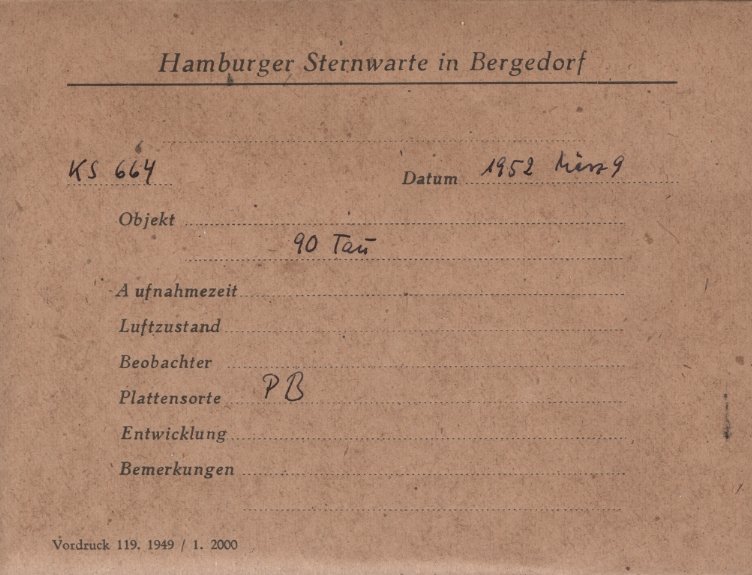 Hamburger Sternwarte in Bergedorf
KS 664 Datum 1952 März 9
Objekt
90 Tau
Aufnahmezeit
Luftzustand
Beobachter
Plattensorte PB
Entwicklung
Bemerkungen
Vordruck 119. 1949 / 1. 2000